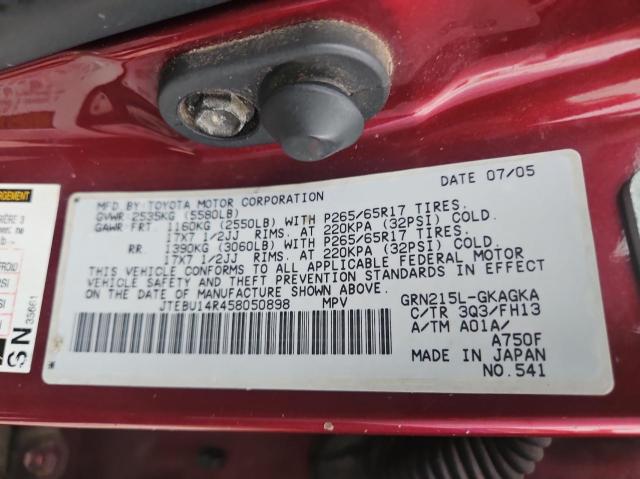 DATE 07/05
MFD.BY:TOYOTA MOTOR CORPORATION
GVWR:2535KG (5580LB)
GAWR:FRT. 1160KG (2550LB) WITH P265/65R17 TIRES.
17X7 1/2JJ RIMS.AT 220KPA (32PSI) COLD.
RR. 1390KG (3060LB) WITH P265/65R17 TIRES.
17X7 1/2JJ RIMS.AT 220KPA (32PSI) COLD.
THIS VEHICLE CONFORMS TO ALL APPLICABLE FEDERAL MOTOR
VEHICLE SAFETY AND THEFT PREVENTION STANDARDS IN EFFECT
ON THE DATE OF MANUFACTURE SHOWN ABOVE.
JTEBU14R458050898 MPV
GRN215L-GKAGKA
C/TR 3Q3/FH13
A/TM A01A/
A750F
MADE IN JAPAN
NO.541